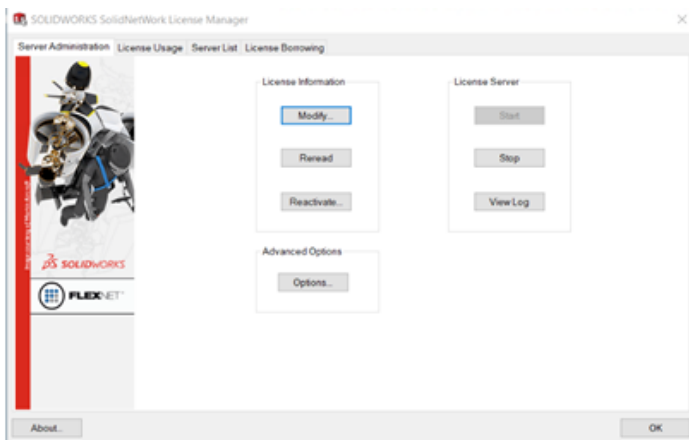 SOLIDWORKS SolidNetWork License Manager
Server Administration License Usage Server List License Borrowing
License Information
Modify...
Reread
Reactivate...
License Server
Start
Stop
View Log
Advanced Options
Options...
SOLIDWORKS
FLEXNET
About...
OK